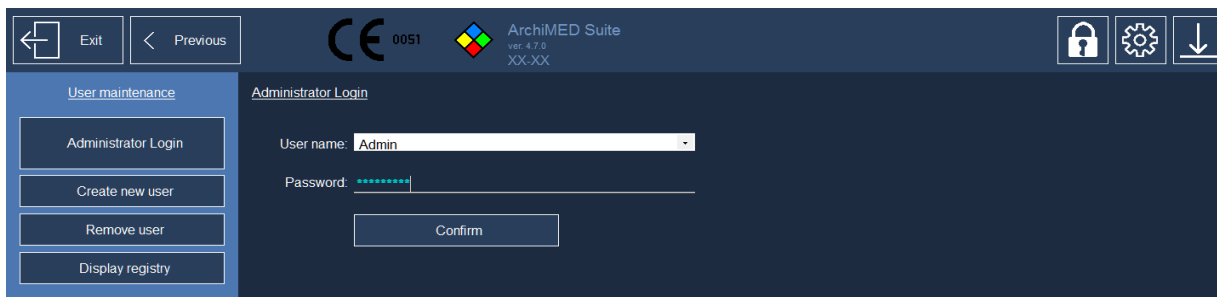 Exit
Previous
CE 0051
ArchiMED Suite
ver. 4.7.0
XX-XX
User maintenance
Administrator Login
Create new user
Remove user
Display registry
Administrator Login
User name: Admin
Password: *********
Confirm